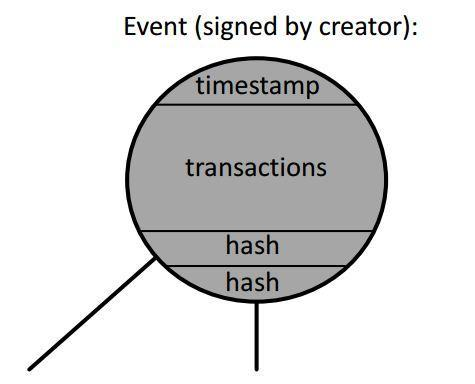 Event (signed by creator):
timestamp
transactions
hash
hash